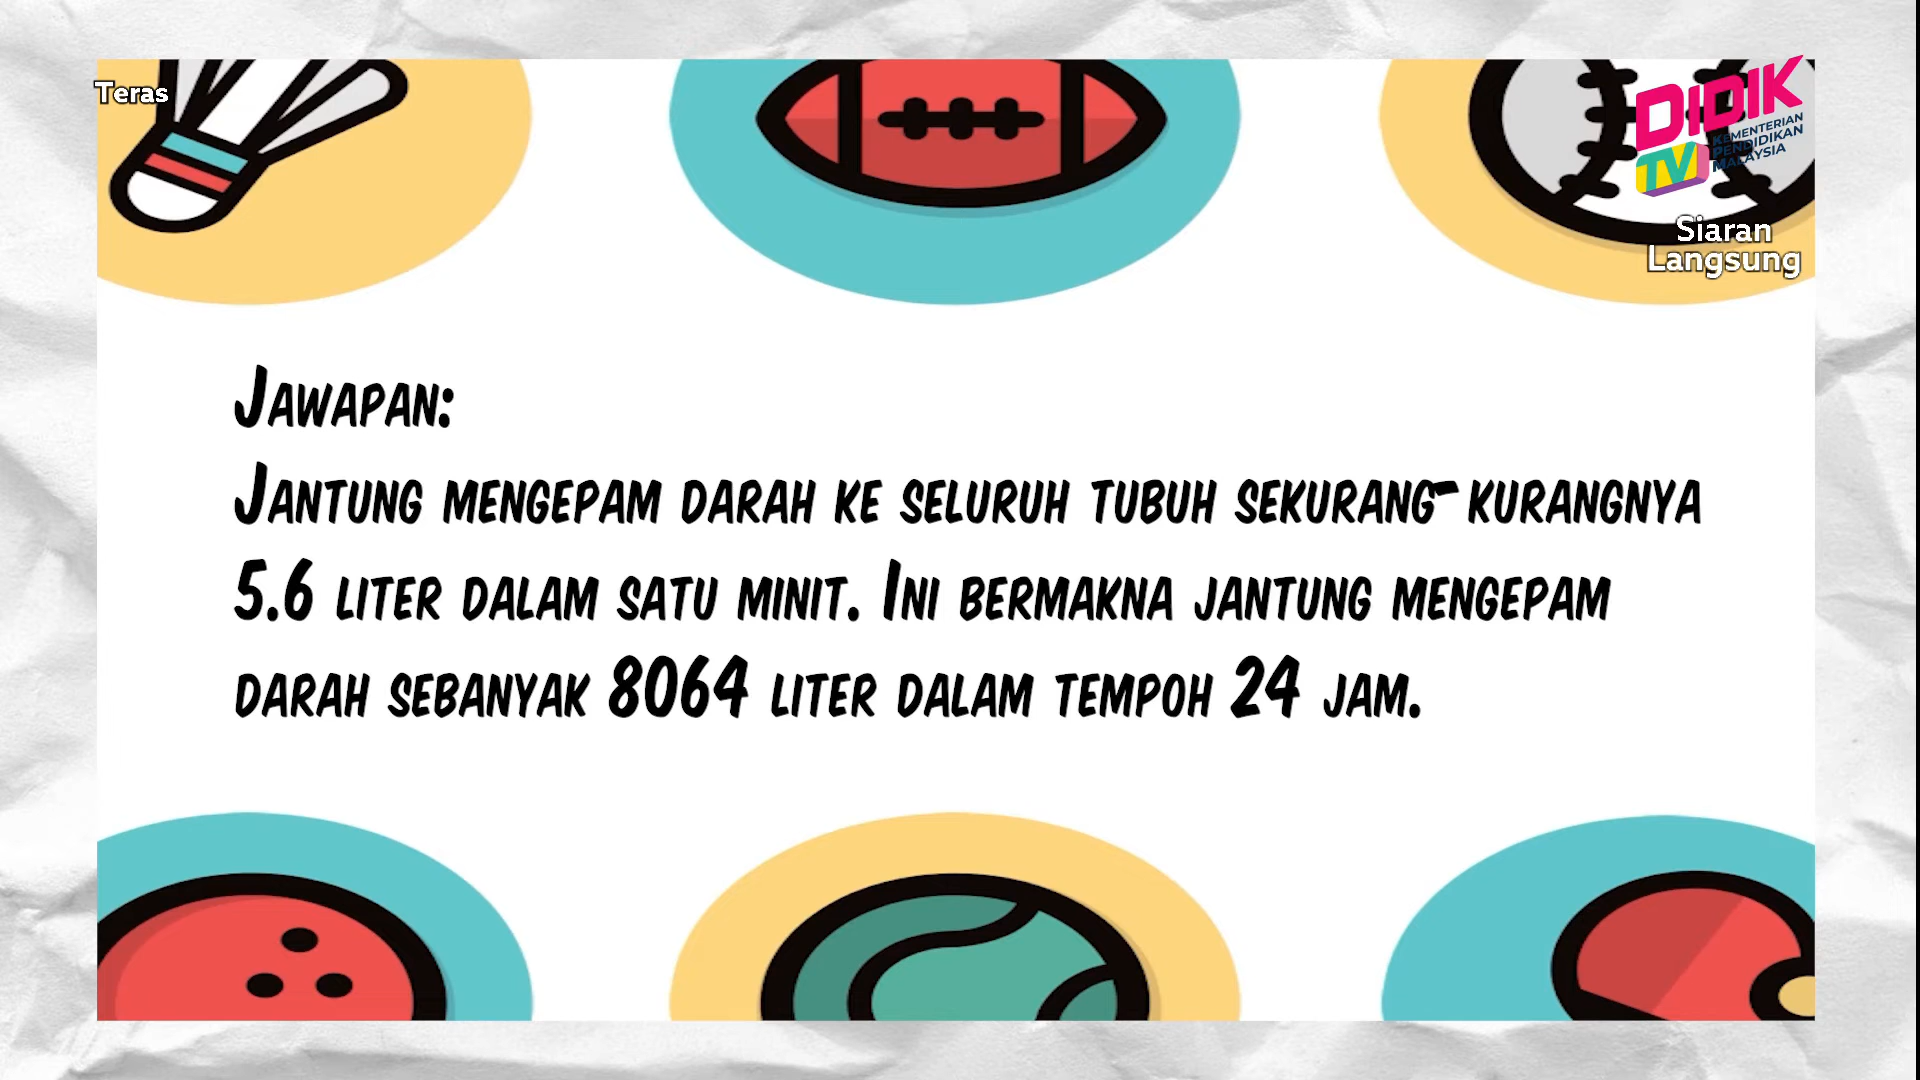 Teras
DIDIK
TV
KEMENTERIAN
PENDIDIKAN
MALAYSIA
Siaran
Langsung
JAWAPAN:
JANTUNG MENGEPAM DARAH KE SELURUH TUBUH SEKURANG-KURANGNYA
5.6 LITER DALAM SATU MINIT. INI BERMAKNA JANTUNG MENGEPAM
DARAH SEBANYAK 8064 LITER DALAM TEMPOH 24 JAM.